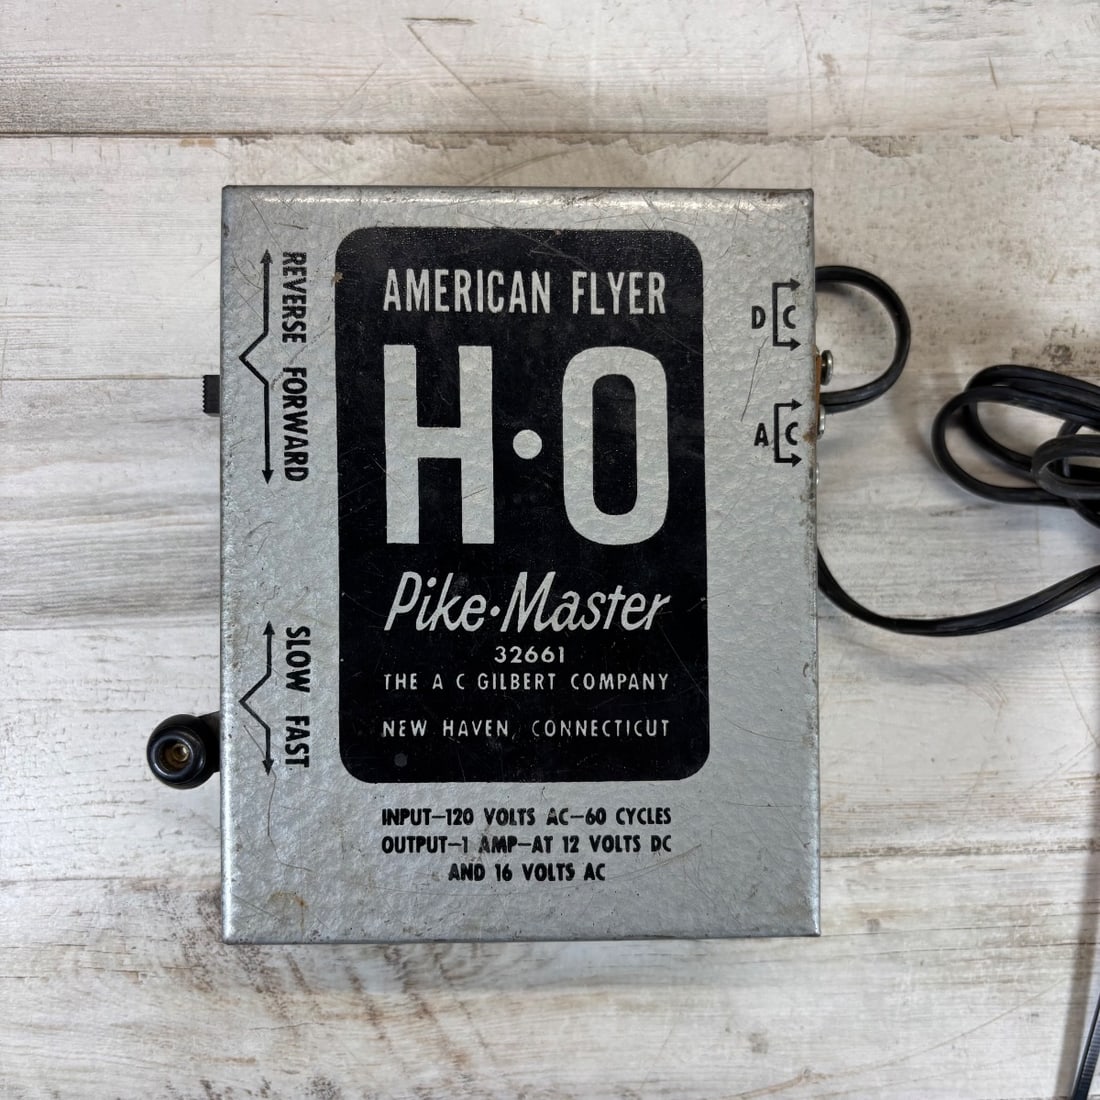 AMERICAN FLYER
H·O
Pike·Master
32661
THE A C GILBERT COMPANY
NEW HAVEN, CONNECTICUT
INPUT—120 VOLTS AC—60 CYCLES
OUTPUT—1 AMP—AT 12 VOLTS DC
AND 16 VOLTS AC
REVERSE FORWARD
SLOW FAST
DC
AC